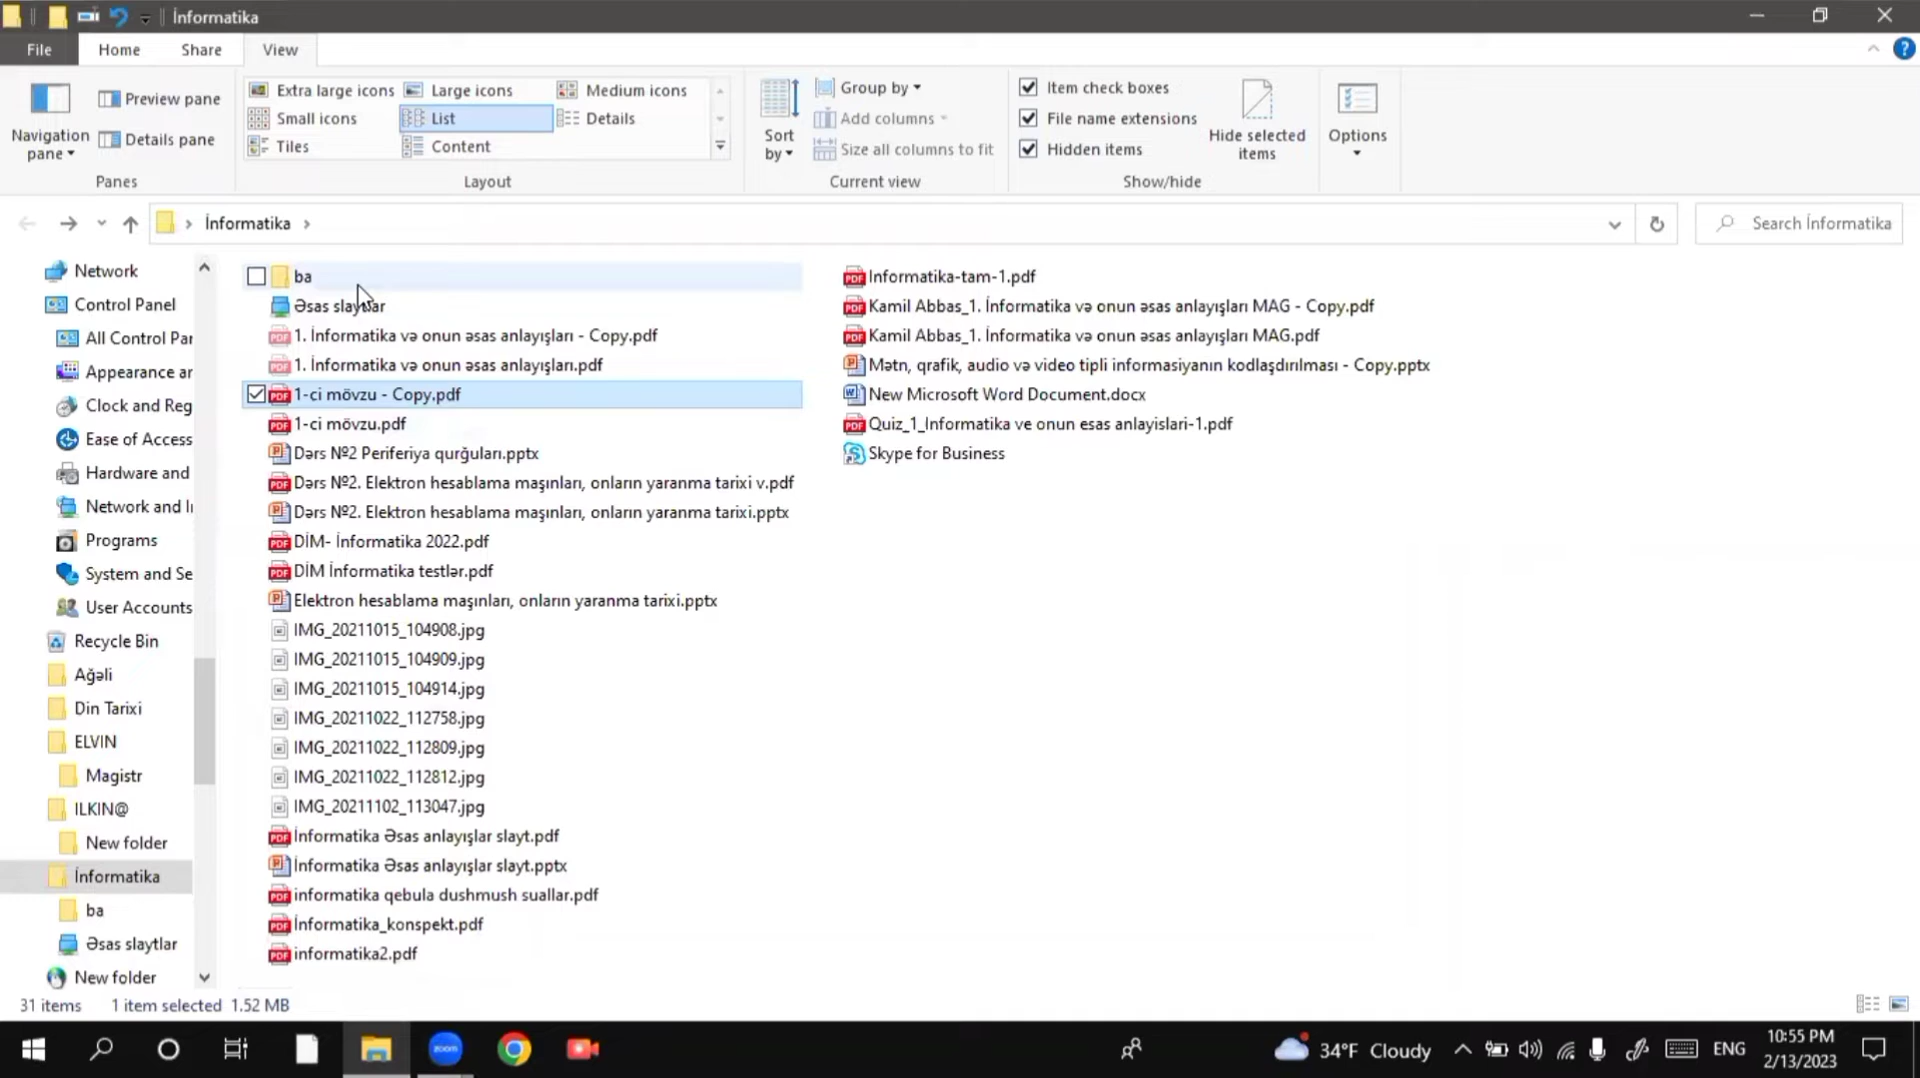 İnformatika
File Home Share View
Navigation pane
Preview pane
Details pane
Panes
Extra large icons Large icons Medium icons
Small icons List Details
Tiles Content
Layout
Sort by
Group by
Add columns
Size all columns to fit
Current view
Item check boxes
File name extensions
Hidden items
Hide selected items
Show/hide
Options
İnformatika
Search İnformatika
Network
Control Panel
All Control Par
Appearance ar
Clock and Reg
Ease of Access
Hardware and
Network and I
Programs
System and Se
User Accounts
Recycle Bin
Ağəli
Din Tarixi
ELVIN
Magistr
ILKIN@
New folder
İnformatika
ba
Əsas slaytlar
New folder
ba
Əsas slaytlar
1. İnformatika və onun əsas anlayışları - Copy.pdf
1. İnformatika və onun əsas anlayışları.pdf
1-ci mövzu - Copy.pdf
1-ci mövzu.pdf
Dərs №2 Periferiya qurğuları.pptx
Dərs №2. Elektron hesablama maşınları, onların yaranma tarixi v.pdf
Dərs №2. Elektron hesablama maşınları, onların yaranma tarixi.pptx
DİM- İnformatika 2022.pdf
DİM İnformatika testlər.pdf
Elektron hesablama maşınları, onların yaranma tarixi.pptx
IMG_20211015_104908.jpg
IMG_20211015_104909.jpg
IMG_20211015_104914.jpg
IMG_20211022_112758.jpg
IMG_20211022_112809.jpg
IMG_20211022_112812.jpg
IMG_20211102_113047.jpg
İnformatika Əsas anlayışlar slayt.pdf
İnformatika Əsas anlayışlar slayt.pptx
informatika qebula dushmush suallar.pdf
İnformatika_konspekt.pdf
informatika2.pdf
Informatika-tam-1.pdf
Kamil Abbas_1. İnformatika və onun əsas anlayışları MAG - Copy.pdf
Kamil Abbas_1. İnformatika və onun əsas anlayışları MAG.pdf
Mətn, qrafik, audio və video tipli informasiyanın kodlaşdırılması - Copy.pptx
New Microsoft Word Document.docx
Quiz_1_Informatika ve onun esas anlayislari-1.pdf
Skype for Business
31 items 1 item selected 1.52 MB
zoom
34°F Cloudy
ENG
10:55 PM
2/13/2023